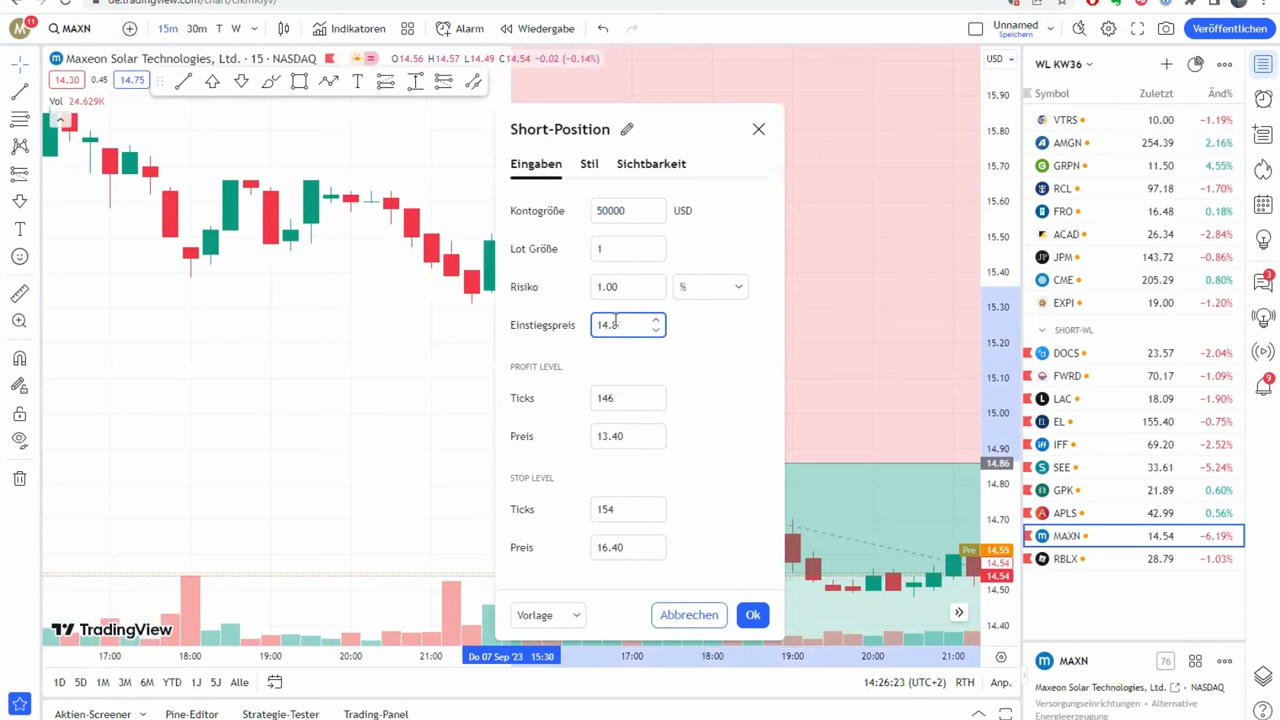 11
M
MAXN
15m 30m T W
Indikatoren
Alarm
Wiedergabe
Unnamed
Speichern
Veröffentlichen
Maxeon Solar Technologies, Ltd. · 15 · NASDAQ
O14.56 H14.57 L14.49 C14.54 −0.02 (−0.14%)
14.30 0.45 14.75
Vol 24.629K
USD
15.90
15.80
15.70
15.60
15.50
15.40
15.30
15.20
15.10
15.00
14.90
14.86
14.80
14.70
Pre 14.55
14.54
14.54
14.50
14.40
Short-Position
Eingaben Stil Sichtbarkeit
Kontogröße 50000 USD
Lot Größe 1
Risiko 1.00 %
Einstiegspreis 14.8
PROFIT LEVEL
Ticks 146
Preis 13.40
STOP LEVEL
Ticks 154
Preis 16.40
Vorlage Abbrechen Ok
TradingView
17:00 18:00 19:00 20:00 21:00 Do 07 Sep '23 15:30 17:00 18:00 19:00 20:00 21:00
1D 5D 1M 3M 6M YTD 1J 5J Alle
14:26:23 (UTC+2) RTH Anp.
Aktien-Screener Pine-Editor Strategie-Tester Trading-Panel
WL KW36
Symbol Zuletzt Änd%
VTRS 10.00 −1.19%
AMGN 254.39 2.16%
GRPN 11.50 4.55%
RCL 97.18 −1.70%
FRO 16.48 0.18%
ACAD 26.34 −2.84%
JPM 143.72 −0.86%
CME 205.29 0.80%
EXPI 19.00 −1.20%
SHORT-WL
DOCS 23.57 −2.04%
FWRD 70.17 −1.09%
LAC 18.09 −1.90%
EL 155.40 −0.75%
IFF 69.20 −2.52%
SEE 33.61 −5.24%
GPK 21.89 0.60%
APLS 42.99 0.56%
MAXN 14.54 −6.19%
RBLX 28.79 −1.03%
MAXN 76
Maxeon Solar Technologies, Ltd. · NASDAQ
Versorgungseinrichtungen · Alternative
Energieerzeugung
3
9